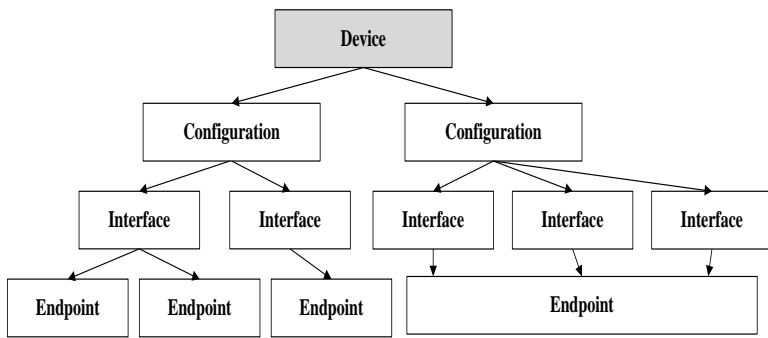 Device
Configuration
Configuration
Interface
Interface
Interface
Interface
Interface
Endpoint
Endpoint
Endpoint
Endpoint